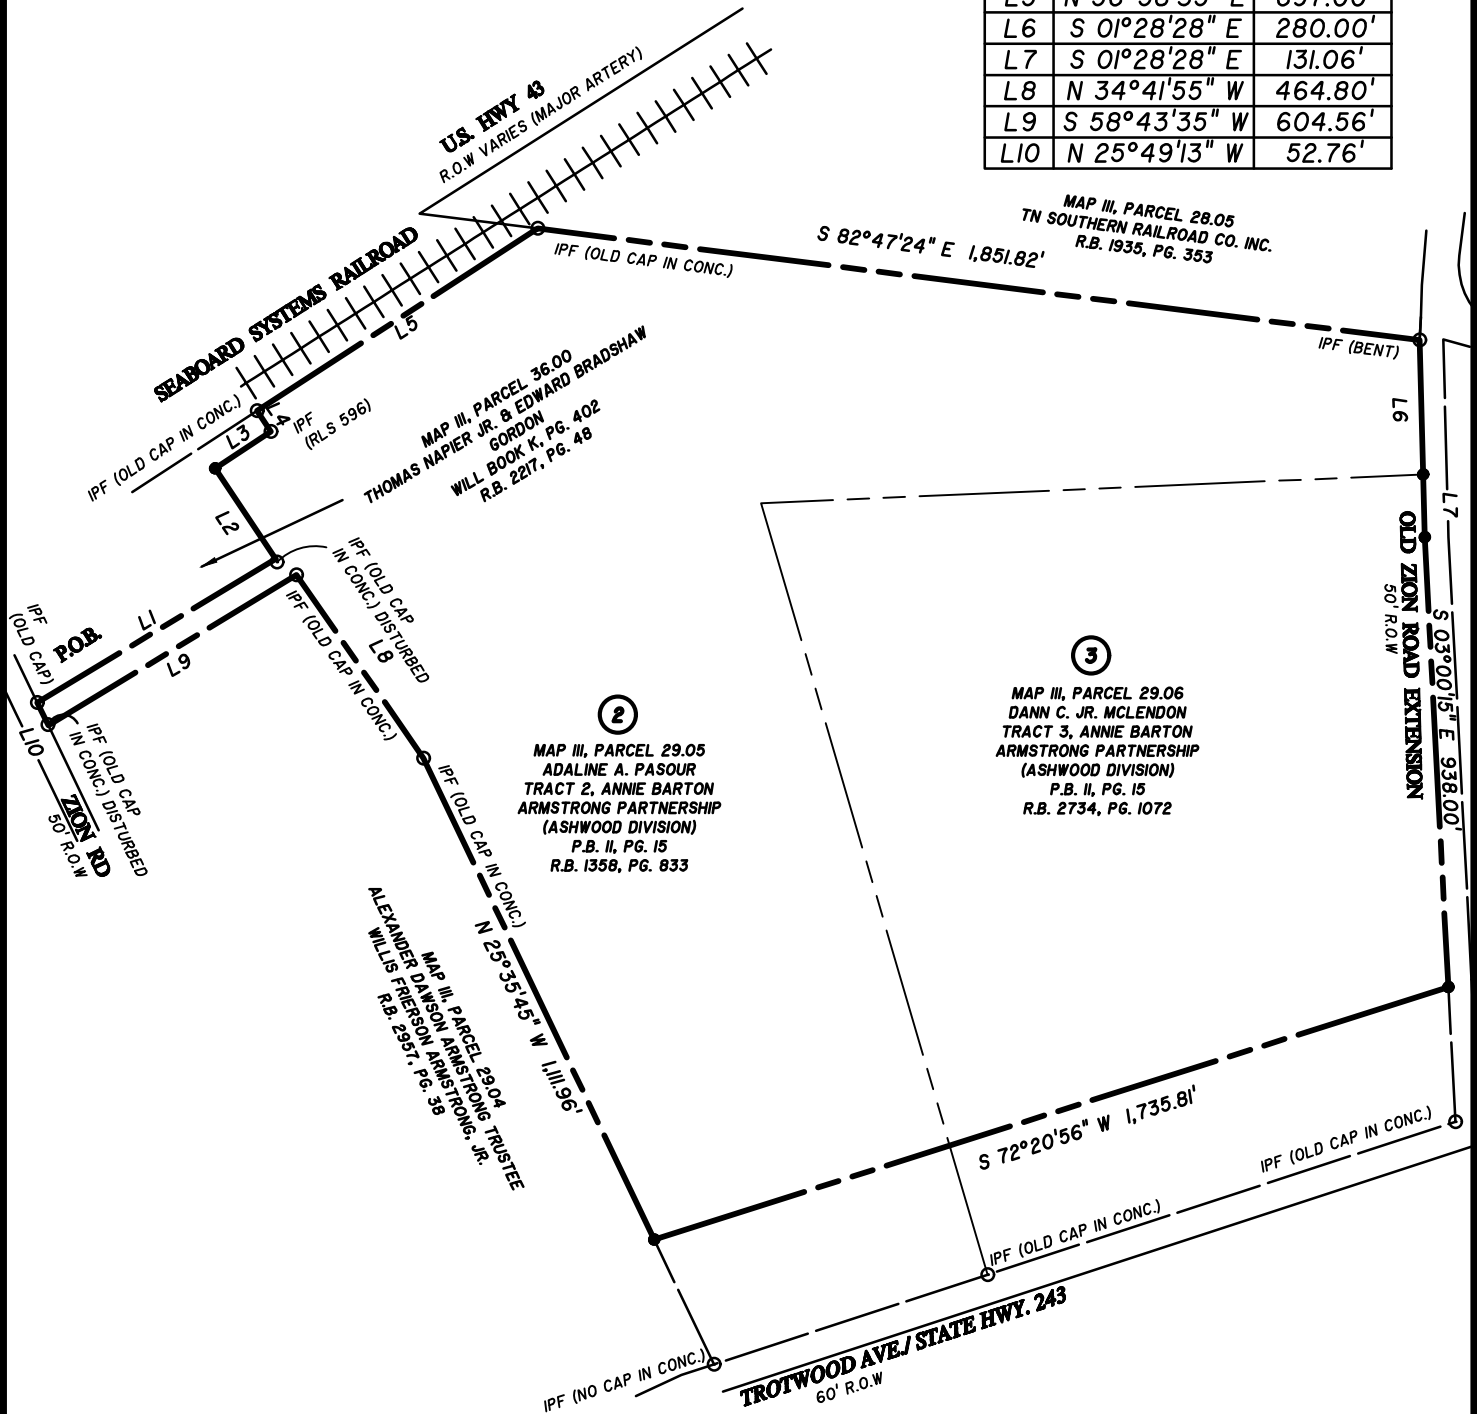 L6 S 01°28'28" E 280.00'
L7 S 01°28'28" E 131.06'
L8 N 34°41'55" W 464.80'
L9 S 58°43'35" W 604.56'
L10 N 25°49'13" W 52.76'
U.S. HWY 43
R.O.W VARIES (MAJOR ARTERY)
SEABOARD SYSTEMS RAILROAD
MAP 111, PARCEL 28.05
TN SOUTHERN RAILROAD CO. INC.
R.B. 1935, PG. 353
S 82°47'24" E 1,851.82'
IPF (OLD CAP IN CONC.)
IPF (BENT)
L5
L6
L7
IPF (OLD CAP IN CONC.)
L3
L4
IPF
(RLS 596)
L2
MAP 111, PARCEL 36.00
THOMAS NAPIER JR. & EDWARD BRADSHAW
GORDON
WILL BOOK K, PG. 402
R.B. 2217, PG. 48
IPF (OLD CAP
IN CONC.) DISTURBED
IPF
(OLD CAP)
P.O.B.
L1
L9
IPF (OLD CAP IN CONC.)
L8
L10
IPF (OLD CAP
IN CONC.) DISTURBED
ZION RD
50' R.O.W
IPF (OLD CAP IN CONC.)
2
MAP 111, PARCEL 29.05
ADALINE A. PASOUR
TRACT 2, ANNIE BARTON
ARMSTRONG PARTNERSHIP
(ASHWOOD DIVISION)
P.B. 11, PG. 15
R.B. 1358, PG. 833
3
MAP 111, PARCEL 29.06
DANN C. JR. MCLENDON
TRACT 3, ANNIE BARTON
ARMSTRONG PARTNERSHIP
(ASHWOOD DIVISION)
P.B. 11, PG. 15
R.B. 2734, PG. 1072
OLD ZION ROAD EXTENSION
50' R.O.W
S 03°00'15" E 938.00'
N 25°35'45" W 1,111.96'
MAP 111, PARCEL 29.04
ALEXANDER DAWSON ARMSTRONG TRUSTEE
WILLIS FRIERSON ARMSTRONG, JR.
R.B. 2957, PG. 38
S 72°20'56" W 1,735.81'
IPF (OLD CAP IN CONC.)
IPF (OLD CAP IN CONC.)
IPF (NO CAP IN CONC.)
TROTWOOD AVE./ STATE HWY. 243
60' R.O.W